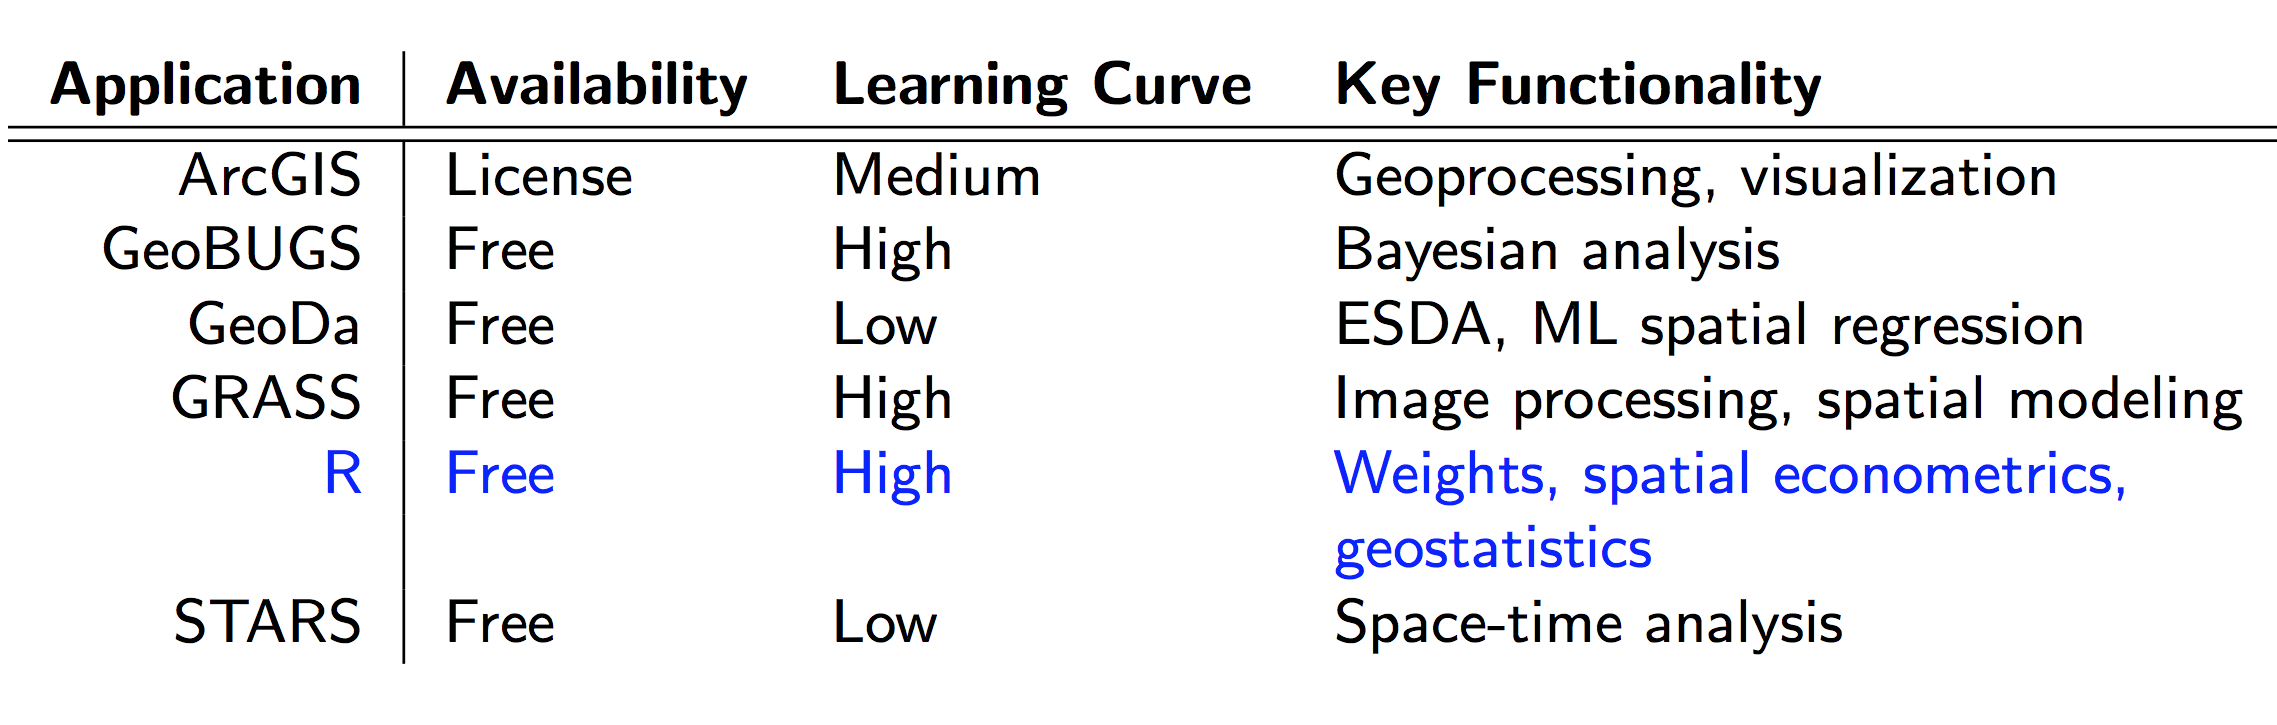 Application Availability Learning Curve Key Functionality
ArcGIS License Medium Geoprocessing, visualization
GeoBUGS Free High Bayesian analysis
GeoDa Free Low ESDA, ML spatial regression
GRASS Free High Image processing, spatial modeling
R Free High Weights, spatial econometrics,
geostatistics
STARS Free Low Space-time analysis